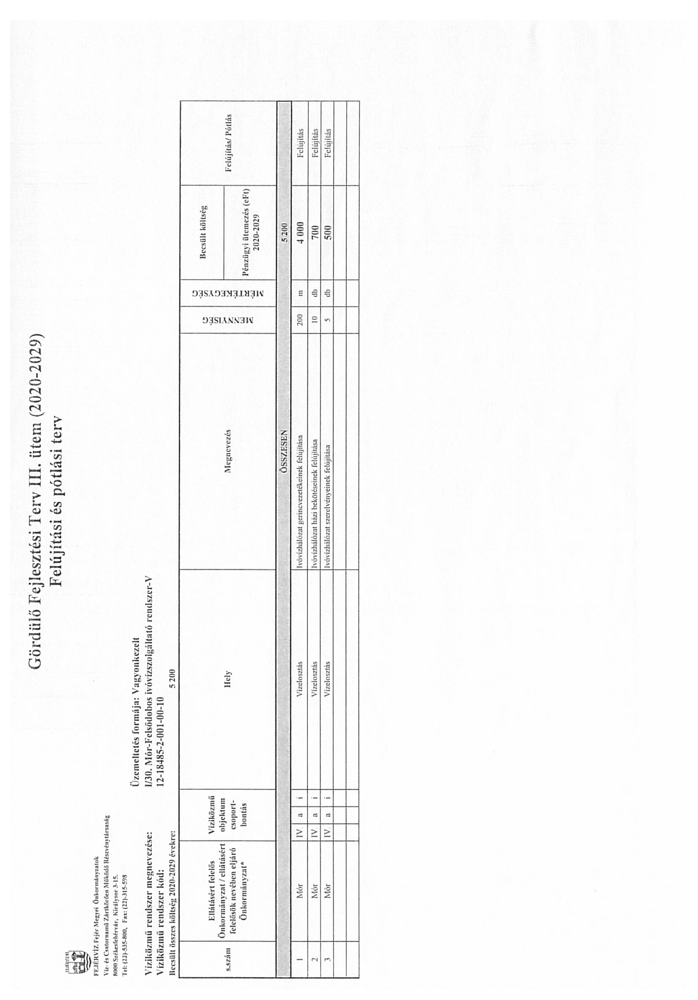 Gördülő Fejlesztési Terv III. ütem (2020-2029)
Felújítási és pótlási terv
FEJÉRVÍZ Fejér Megyei Önkormányzatok
Víz- és Csatornamű Zártkörően Működő Részvénytársaság
8000 Székesfehérvár, Királysor 3-15.
Tel: (22)-535-800, Fax: (22)-315-598
Üzemeltetés formája: Vagyonkezelt
Víziközmű rendszer megnevezése: I/30. Mór-Felsődobos ivóvízszolgáltató rendszer-V
Víziközmű rendszer kód: 12-18485-2-001-00-10
Becsült összes költség 2020-2029 évekre: 5 200
s.szám
Ellátásért felelős
Önkormányzat / ellátásért
felelősök nevében eljáró
Önkormányzat*
Víziközmű
objektum
csoport-
bontás
Hely
Megnevezés
MENNYISÉG
MÉRTÉKEGYSÉG
Becsült költség
Pénzügyi ütemezés (eFt)
2020-2029
Felújítás/ Pótlás
ÖSSZESEN 5 200
1 Mór IV. a i Vízelosztás Ivóvízhálózat gerincvezetékeinek felújítása 200 m 4 000 Felújítás
2 Mór IV. a i Vízelosztás Ivóvízhálózat házi bekötéseinek felújítása 10 db 700 Felújítás
3 Mór IV. a i Vízelosztás Ivóvízhálózat szerelvényeinek felújítása 5 db 500 Felújítás